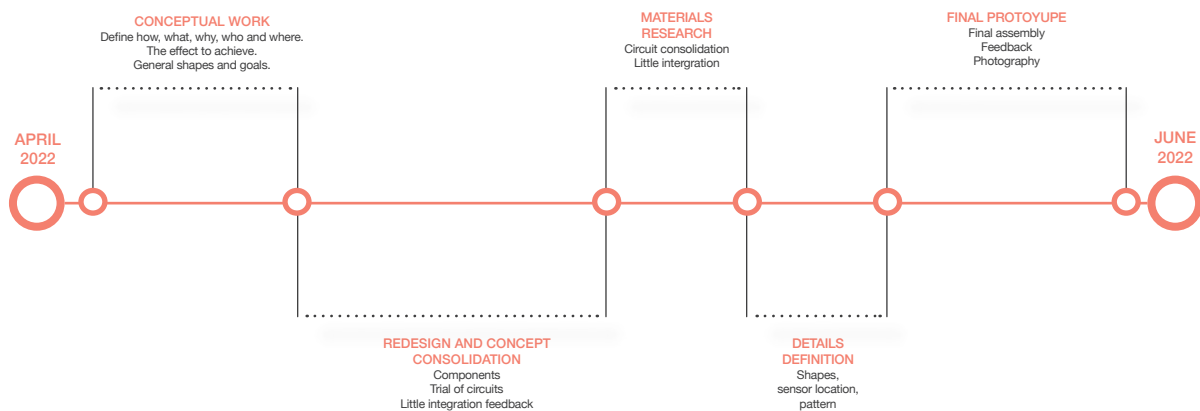 CONCEPTUAL WORK
Define how, what, why, who and where.
The effect to achieve.
General shapes and goals.
MATERIALS
RESEARCH
Circuit consolidation
Little intergration
FINAL PROTOYUPE
Final assembly
Feedback
Photography
APRIL
2022
JUNE
2022
REDESIGN AND CONCEPT
CONSOLIDATION
Components
Trial of circuits
Little integration feedback
DETAILS
DEFINITION
Shapes,
sensor location,
pattern